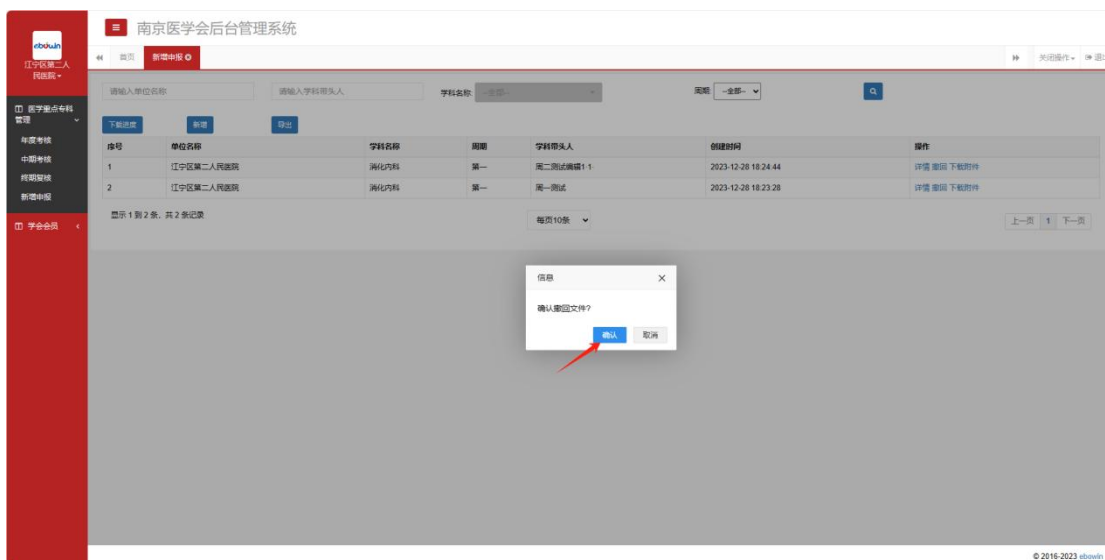 南京医学会后台管理系统
ebowin
江宁区第二人
民医院
首页 新增申报
关闭操作
请输入单位名称 请输入学科带头人 学科名称: --全部-- 周期: --全部--
医学重点专科
管理
下载进度 新增 导出
年度考核
中期考核
终期复核
新增申报
学会会员
序号 单位名称 学科名称 周期 学科带头人 创建时间 操作
1 江宁区第二人民医院 消化内科 第一 周二测试编辑1·1· 2023-12-28 18:24:44 详情 撤回 下载附件
2 江宁区第二人民医院 消化内科 第一 周一测试 2023-12-28 18:23:28 详情 撤回 下载附件
显示 1 到 2 条，共 2 条记录 每页10条 上一页 1 下一页
信息
确认撤回文件?
确认 取消
© 2016-2023 ebowin